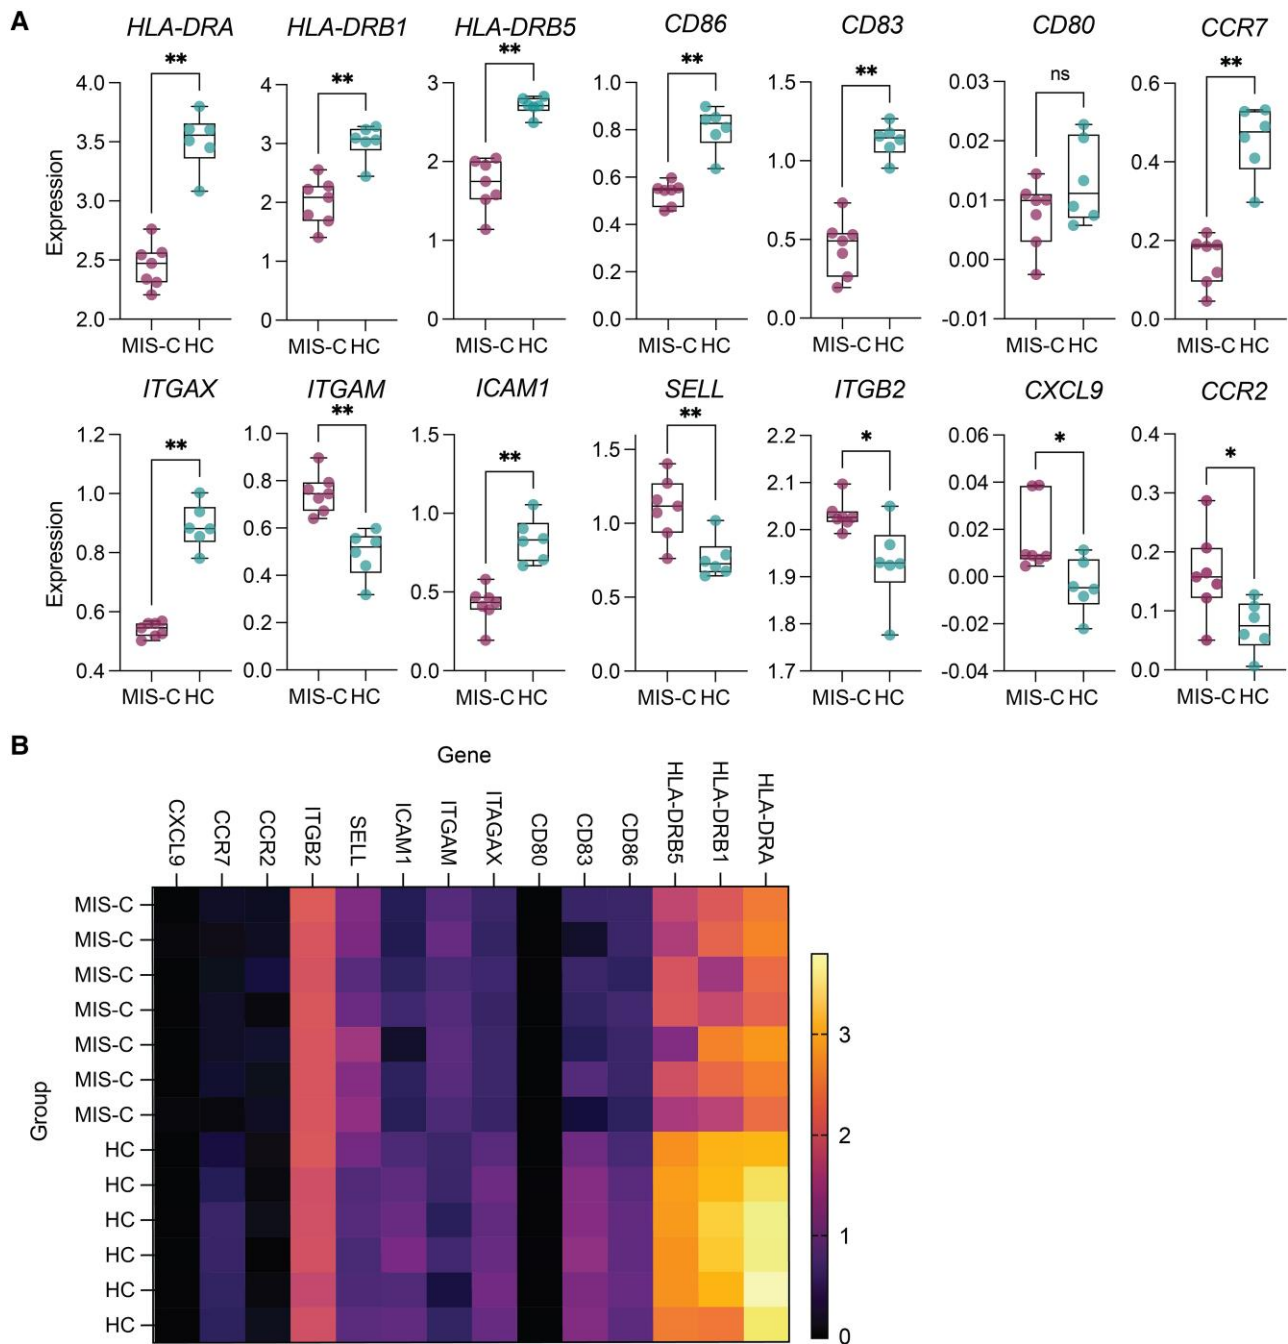 A
HLA-DRA HLA-DRB1 HLA-DRB5 CD86 CD83 CD80 CCR7
** ** ** ** ** ns **
4.0 4 3 1.0 1.5 0.03 0.6
3.5 3 2 0.8 1.0 0.02 0.4
3.0 2 1 0.6 0.5 0.01 0.2
2.5 1 0 0.4 0.0 0.00 0.0
2.0 0 0.2 -0.01
0.0
Expression
MIS-C HC MIS-C HC MIS-C HC MIS-C HC MIS-C HC MIS-C HC MIS-C HC
ITGAX ITGAM ICAM1 SELL ITGB2 CXCL9 CCR2
** ** ** ** * * *
1.2 1.0 1.5 1.5 2.2 0.06 0.4
1.0 0.8 1.0 1.0 2.1 0.04 0.3
0.8 0.6 0.5 0.5 2.0 0.02 0.2
0.6 0.4 0.0 0.0 1.9 0.00 0.1
0.4 0.2 1.8 -0.02 0.0
0.0 1.7 -0.04
Expression
MIS-C HC MIS-C HC MIS-C HC MIS-C HC MIS-C HC MIS-C HC MIS-C HC
B
Gene
CXCL9
CCR7
CCR2
ITGB2
SELL
ICAM1
ITGAM
ITAGAX
CD80
CD83
CD86
HLA-DRB5
HLA-DRB1
HLA-DRA
Group
MIS-C
MIS-C
MIS-C
MIS-C
MIS-C
MIS-C
MIS-C
HC
HC
HC
HC
HC
HC
3
2
1
0